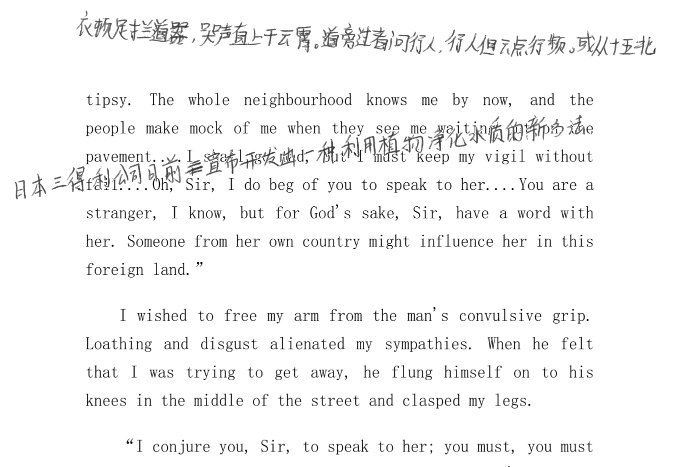 衣顿足拦道,哭声直上干云霄。道旁过者问行人,行人但云点行频。或从十五北
tipsy. The whole neighbourhood knows me by now, and the
people make mock of me when they see me waiting on the
pavement... I shall go mad, but I must keep my vigil without
日本三得利公司日前宣布开发出一种利用植物净化水质的新方法
fail....Oh, Sir, I do beg of you to speak to her....You are a
stranger, I know, but for God's sake, Sir, have a word with
her. Someone from her own country might influence her in this
foreign land.”
I wished to free my arm from the man's convulsive grip.
Loathing and disgust alienated my sympathies. When he felt
that I was trying to get away, he flung himself on to his
knees in the middle of the street and clasped my legs.
“I conjure you, Sir, to speak to her; you must, you must